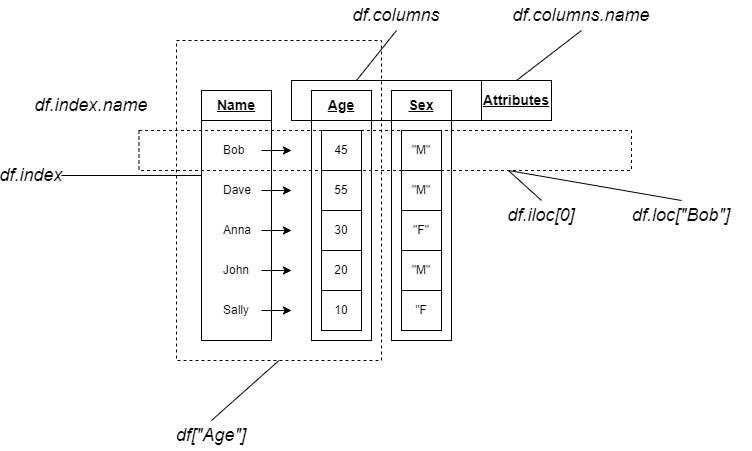 df.columns
df.columns.name
Attributes
df.index.name
Name
Age
Sex
Bob
45
"M"
df.index
Dave
55
"M"
df.iloc[0]
df.loc["Bob"]
Anna
30
"F"
John
20
"M"
Sally
10
"F
df["Age"]